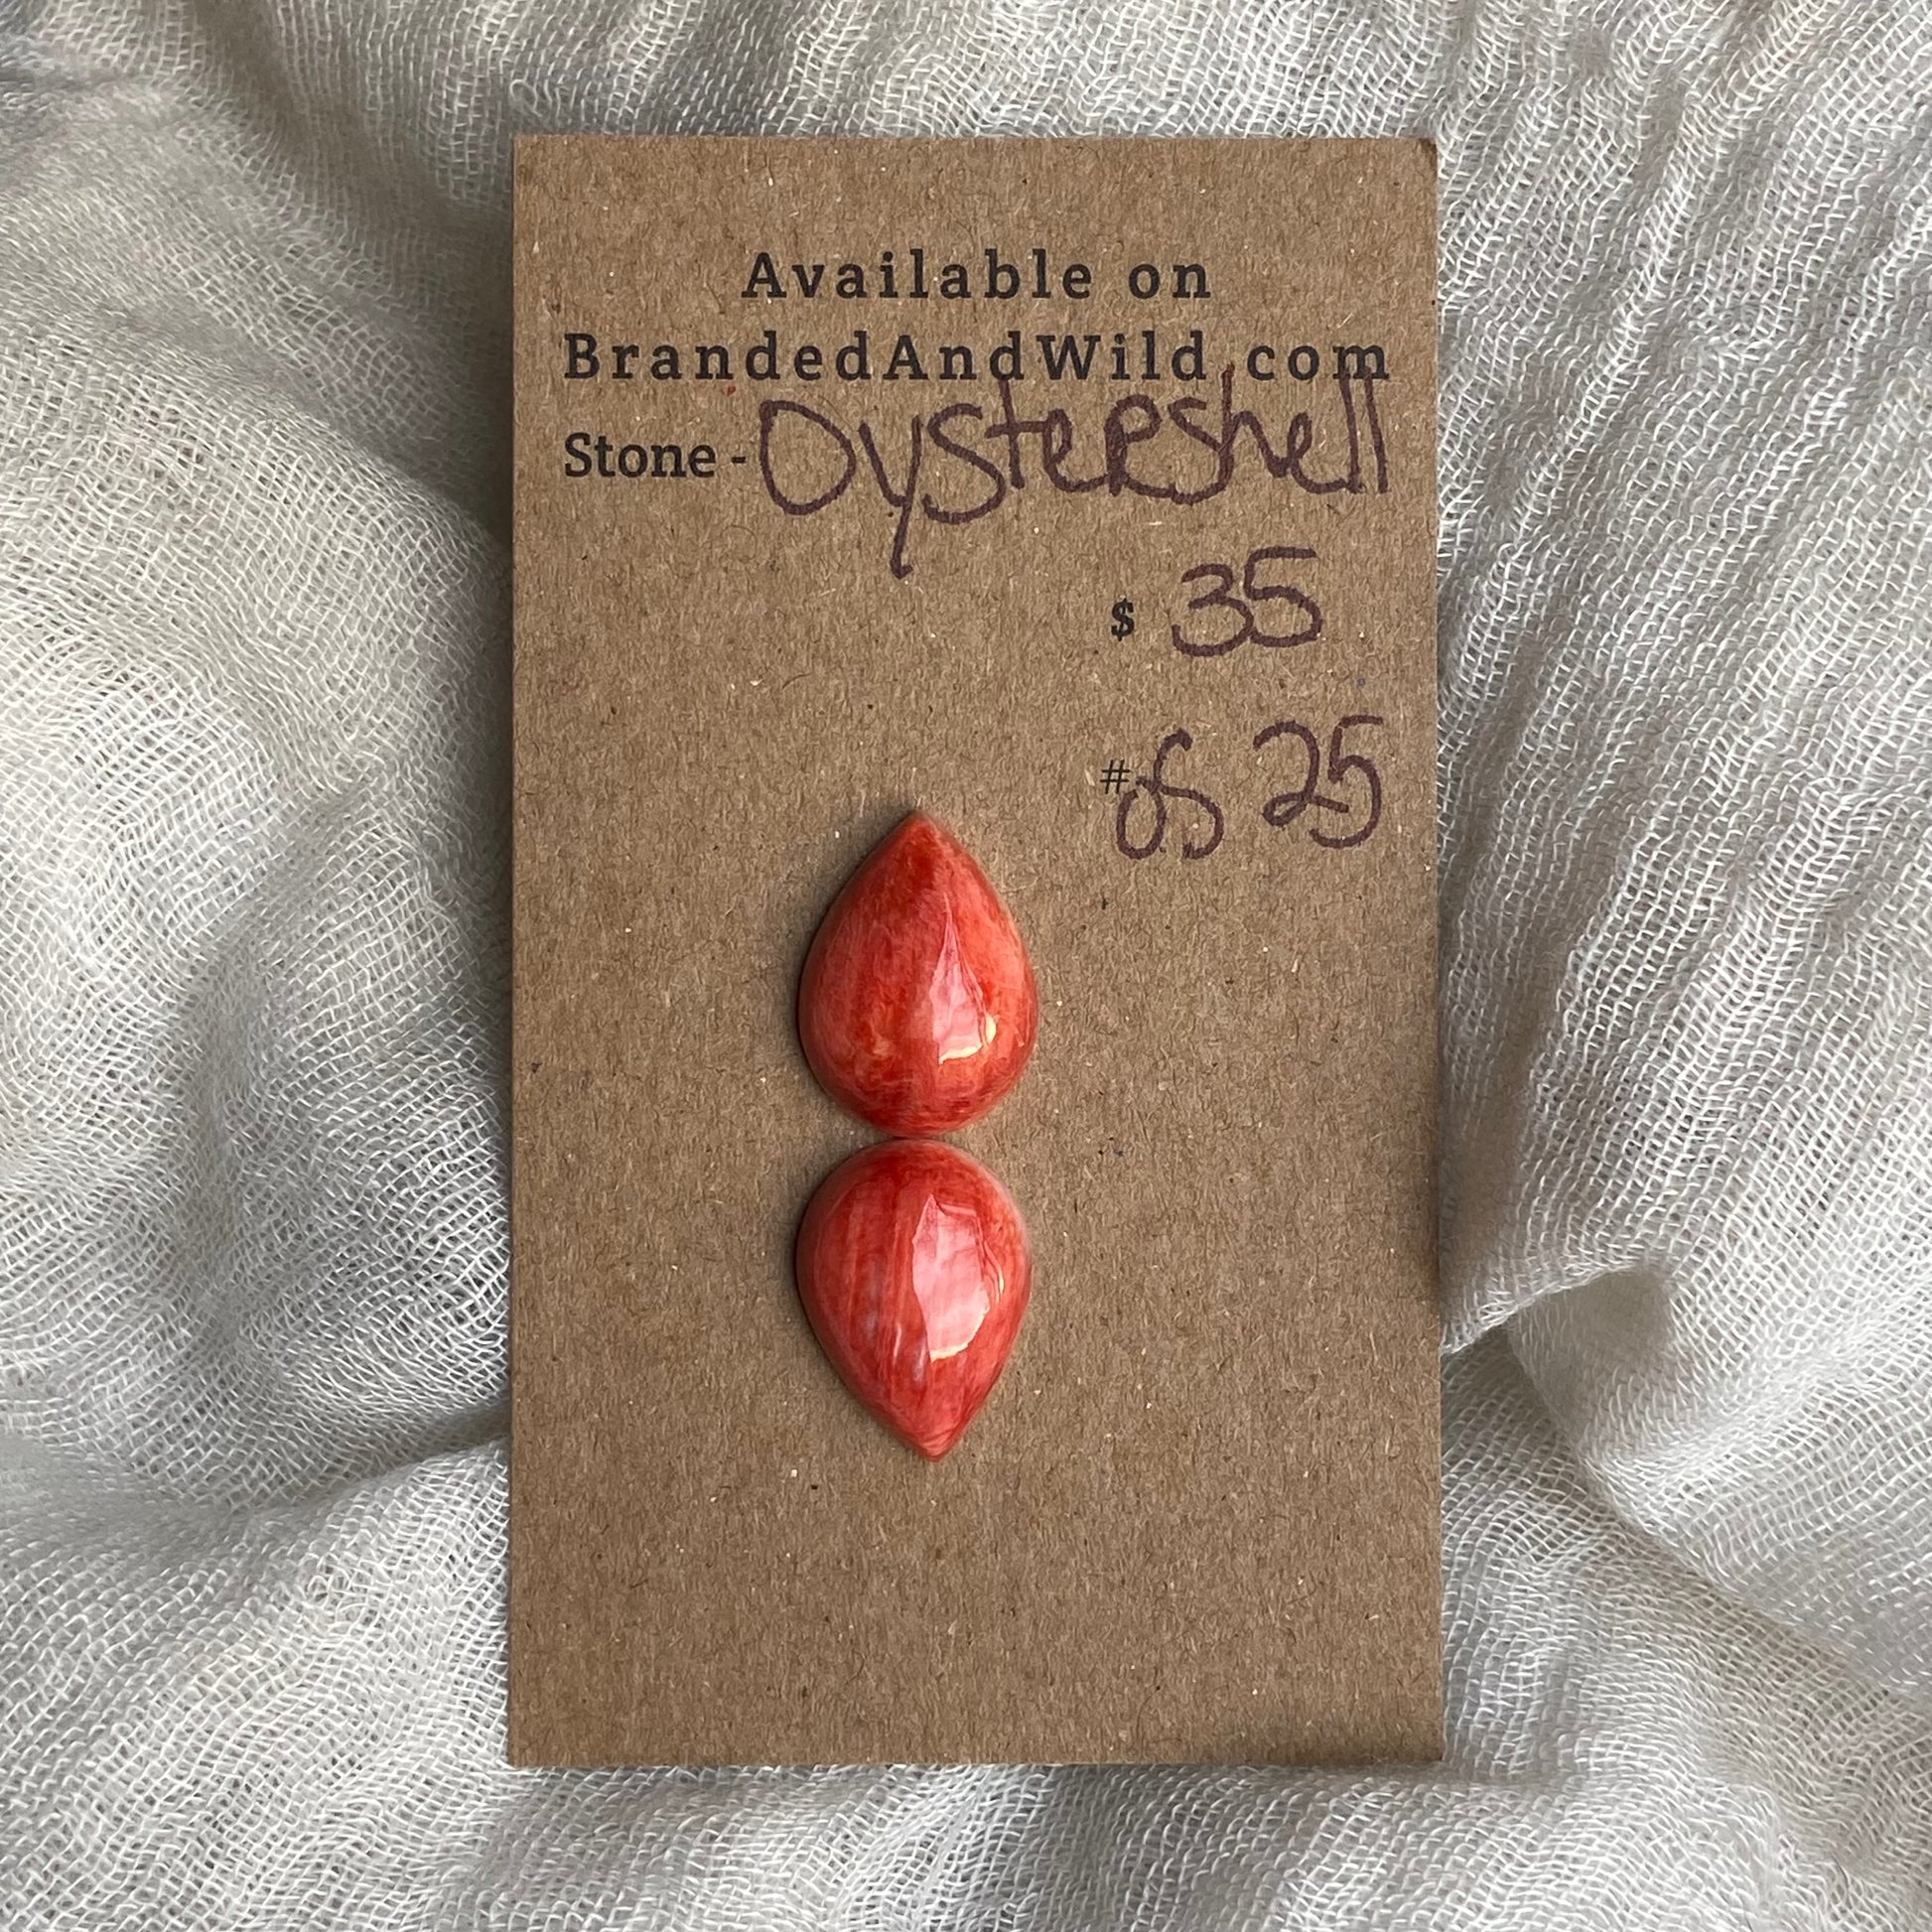 Available on
BrandedAndWild.com
Stone - Oystershell
$ 35
# OS 25